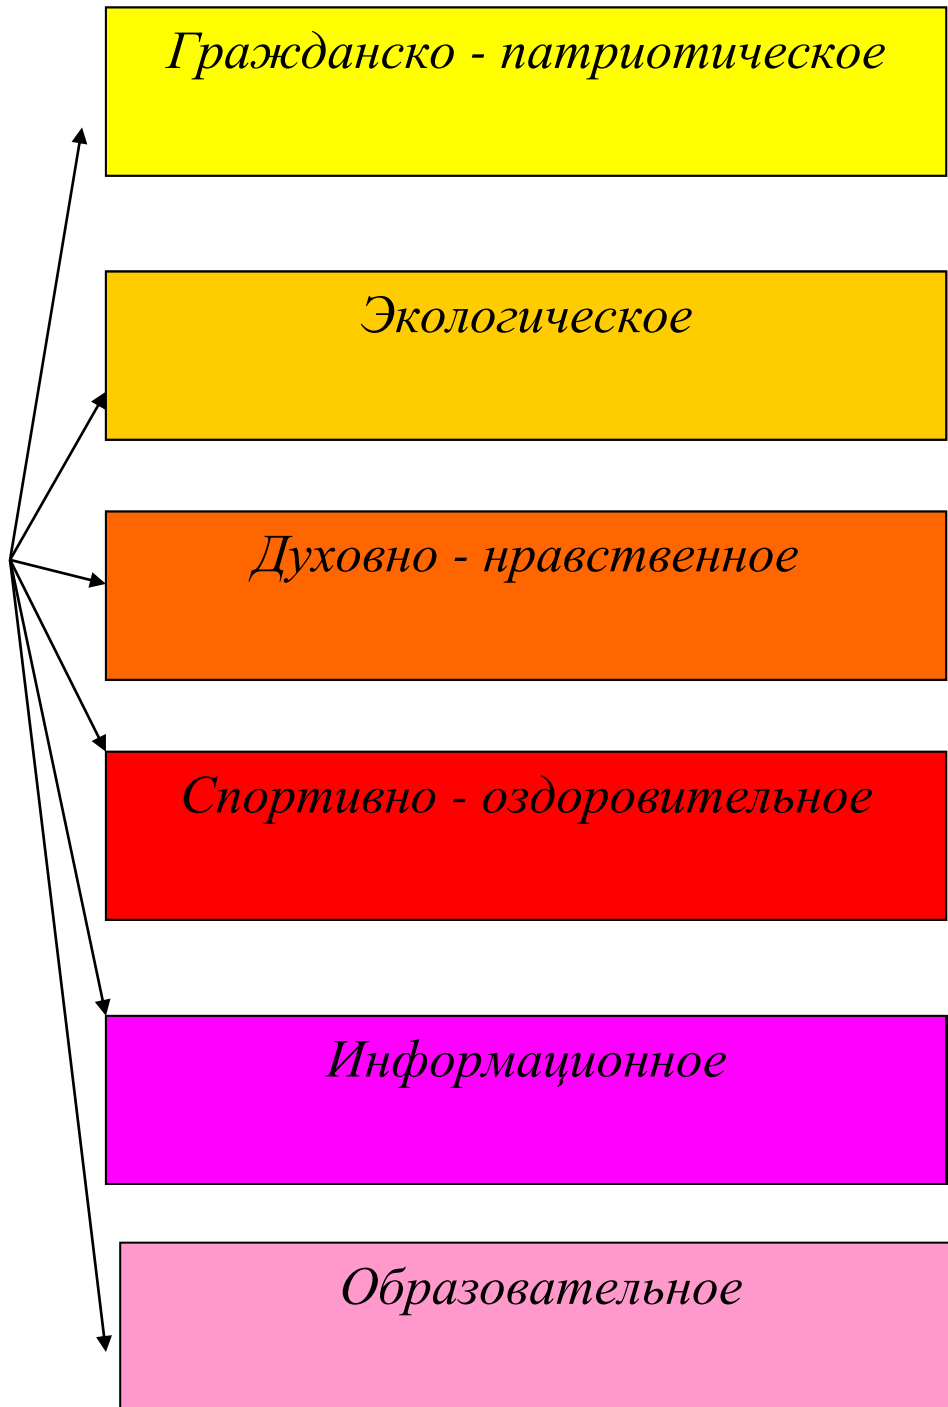 Гражданско - патриотическое
Экологическое
Духовно - нравственное
Спортивно - оздоровительное
Информационное
Образовательное